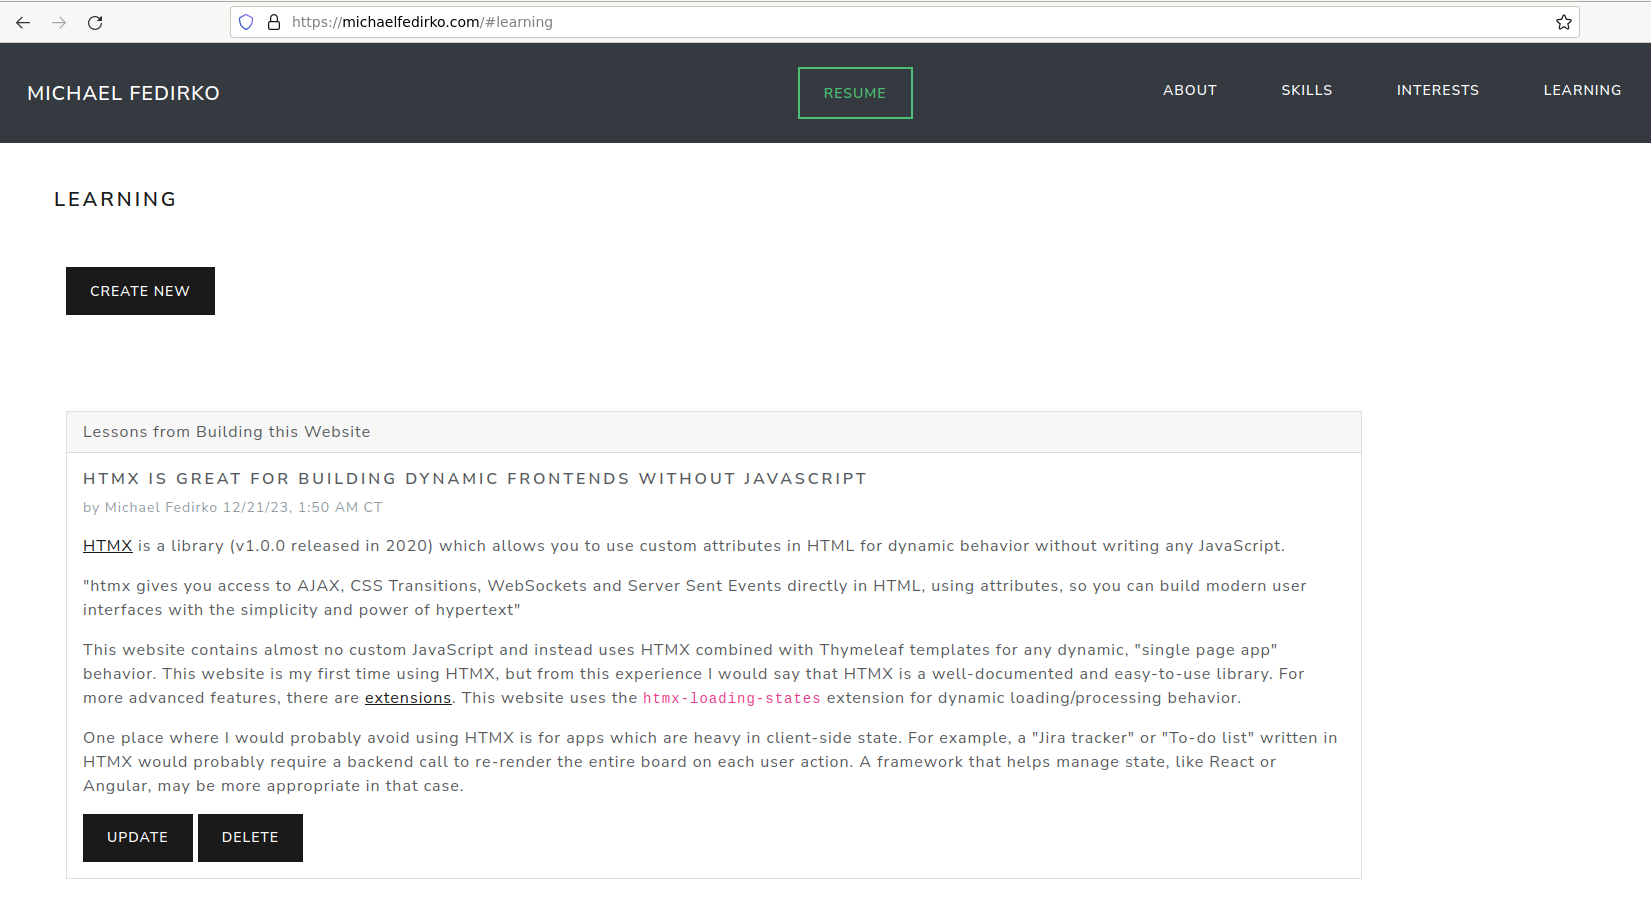 https://michaelfedirko.com/#learning
MICHAEL FEDIRKO
RESUME
ABOUT
SKILLS
INTERESTS
LEARNING
LEARNING
CREATE NEW
Lessons from Building this Website
HTMX IS GREAT FOR BUILDING DYNAMIC FRONTENDS WITHOUT JAVASCRIPT
by Michael Fedirko 12/21/23, 1:50 AM CT
HTMX is a library (v1.0.0 released in 2020) which allows you to use custom attributes in HTML for dynamic behavior without writing any JavaScript.
"htmx gives you access to AJAX, CSS Transitions, WebSockets and Server Sent Events directly in HTML, using attributes, so you can build modern user
interfaces with the simplicity and power of hypertext"
This website contains almost no custom JavaScript and instead uses HTMX combined with Thymeleaf templates for any dynamic, "single page app"
behavior. This website is my first time using HTMX, but from this experience I would say that HTMX is a well-documented and easy-to-use library. For
more advanced features, there are extensions. This website uses the htmx-loading-states extension for dynamic loading/processing behavior.
One place where I would probably avoid using HTMX is for apps which are heavy in client-side state. For example, a "Jira tracker" or "To-do list" written in
HTMX would probably require a backend call to re-render the entire board on each user action. A framework that helps manage state, like React or
Angular, may be more appropriate in that case.
UPDATE
DELETE